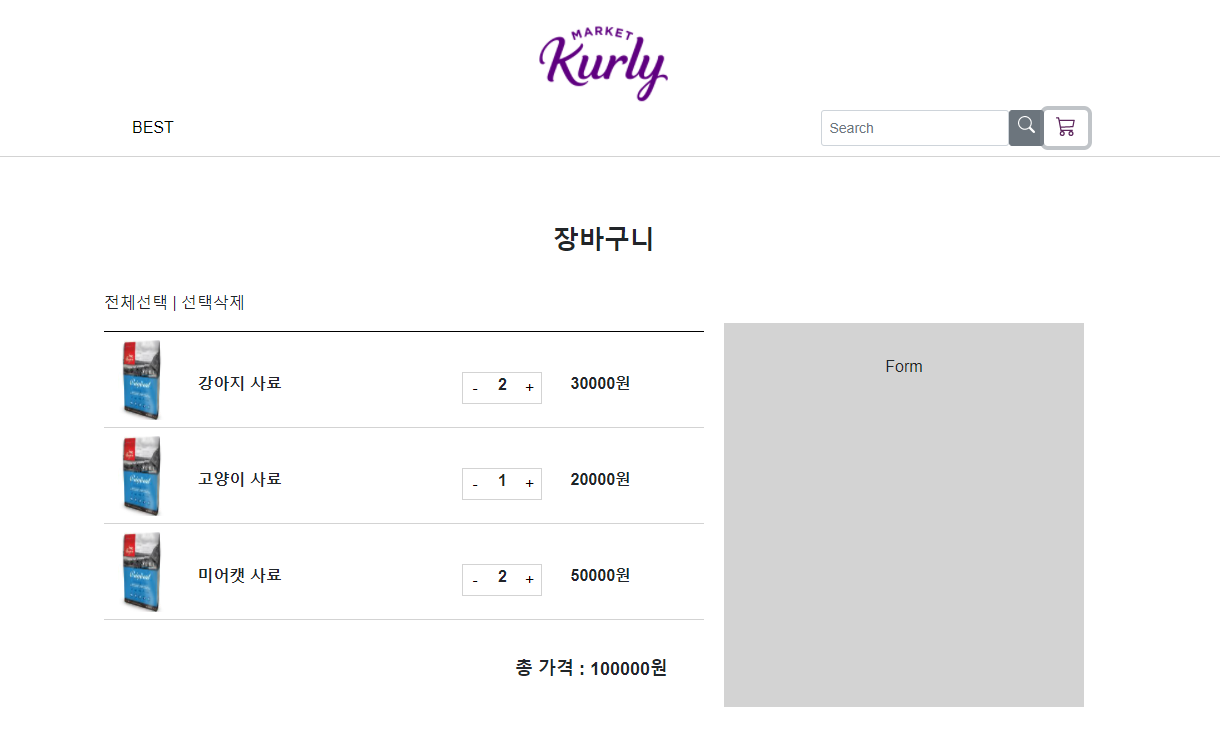 MARKET
Kurly
BEST
Search
장바구니
전체선택 | 선택삭제
강아지 사료 - 2 + 30000원
Form
고양이 사료 - 1 + 20000원
미어캣 사료 - 2 + 50000원
총 가격 : 100000원